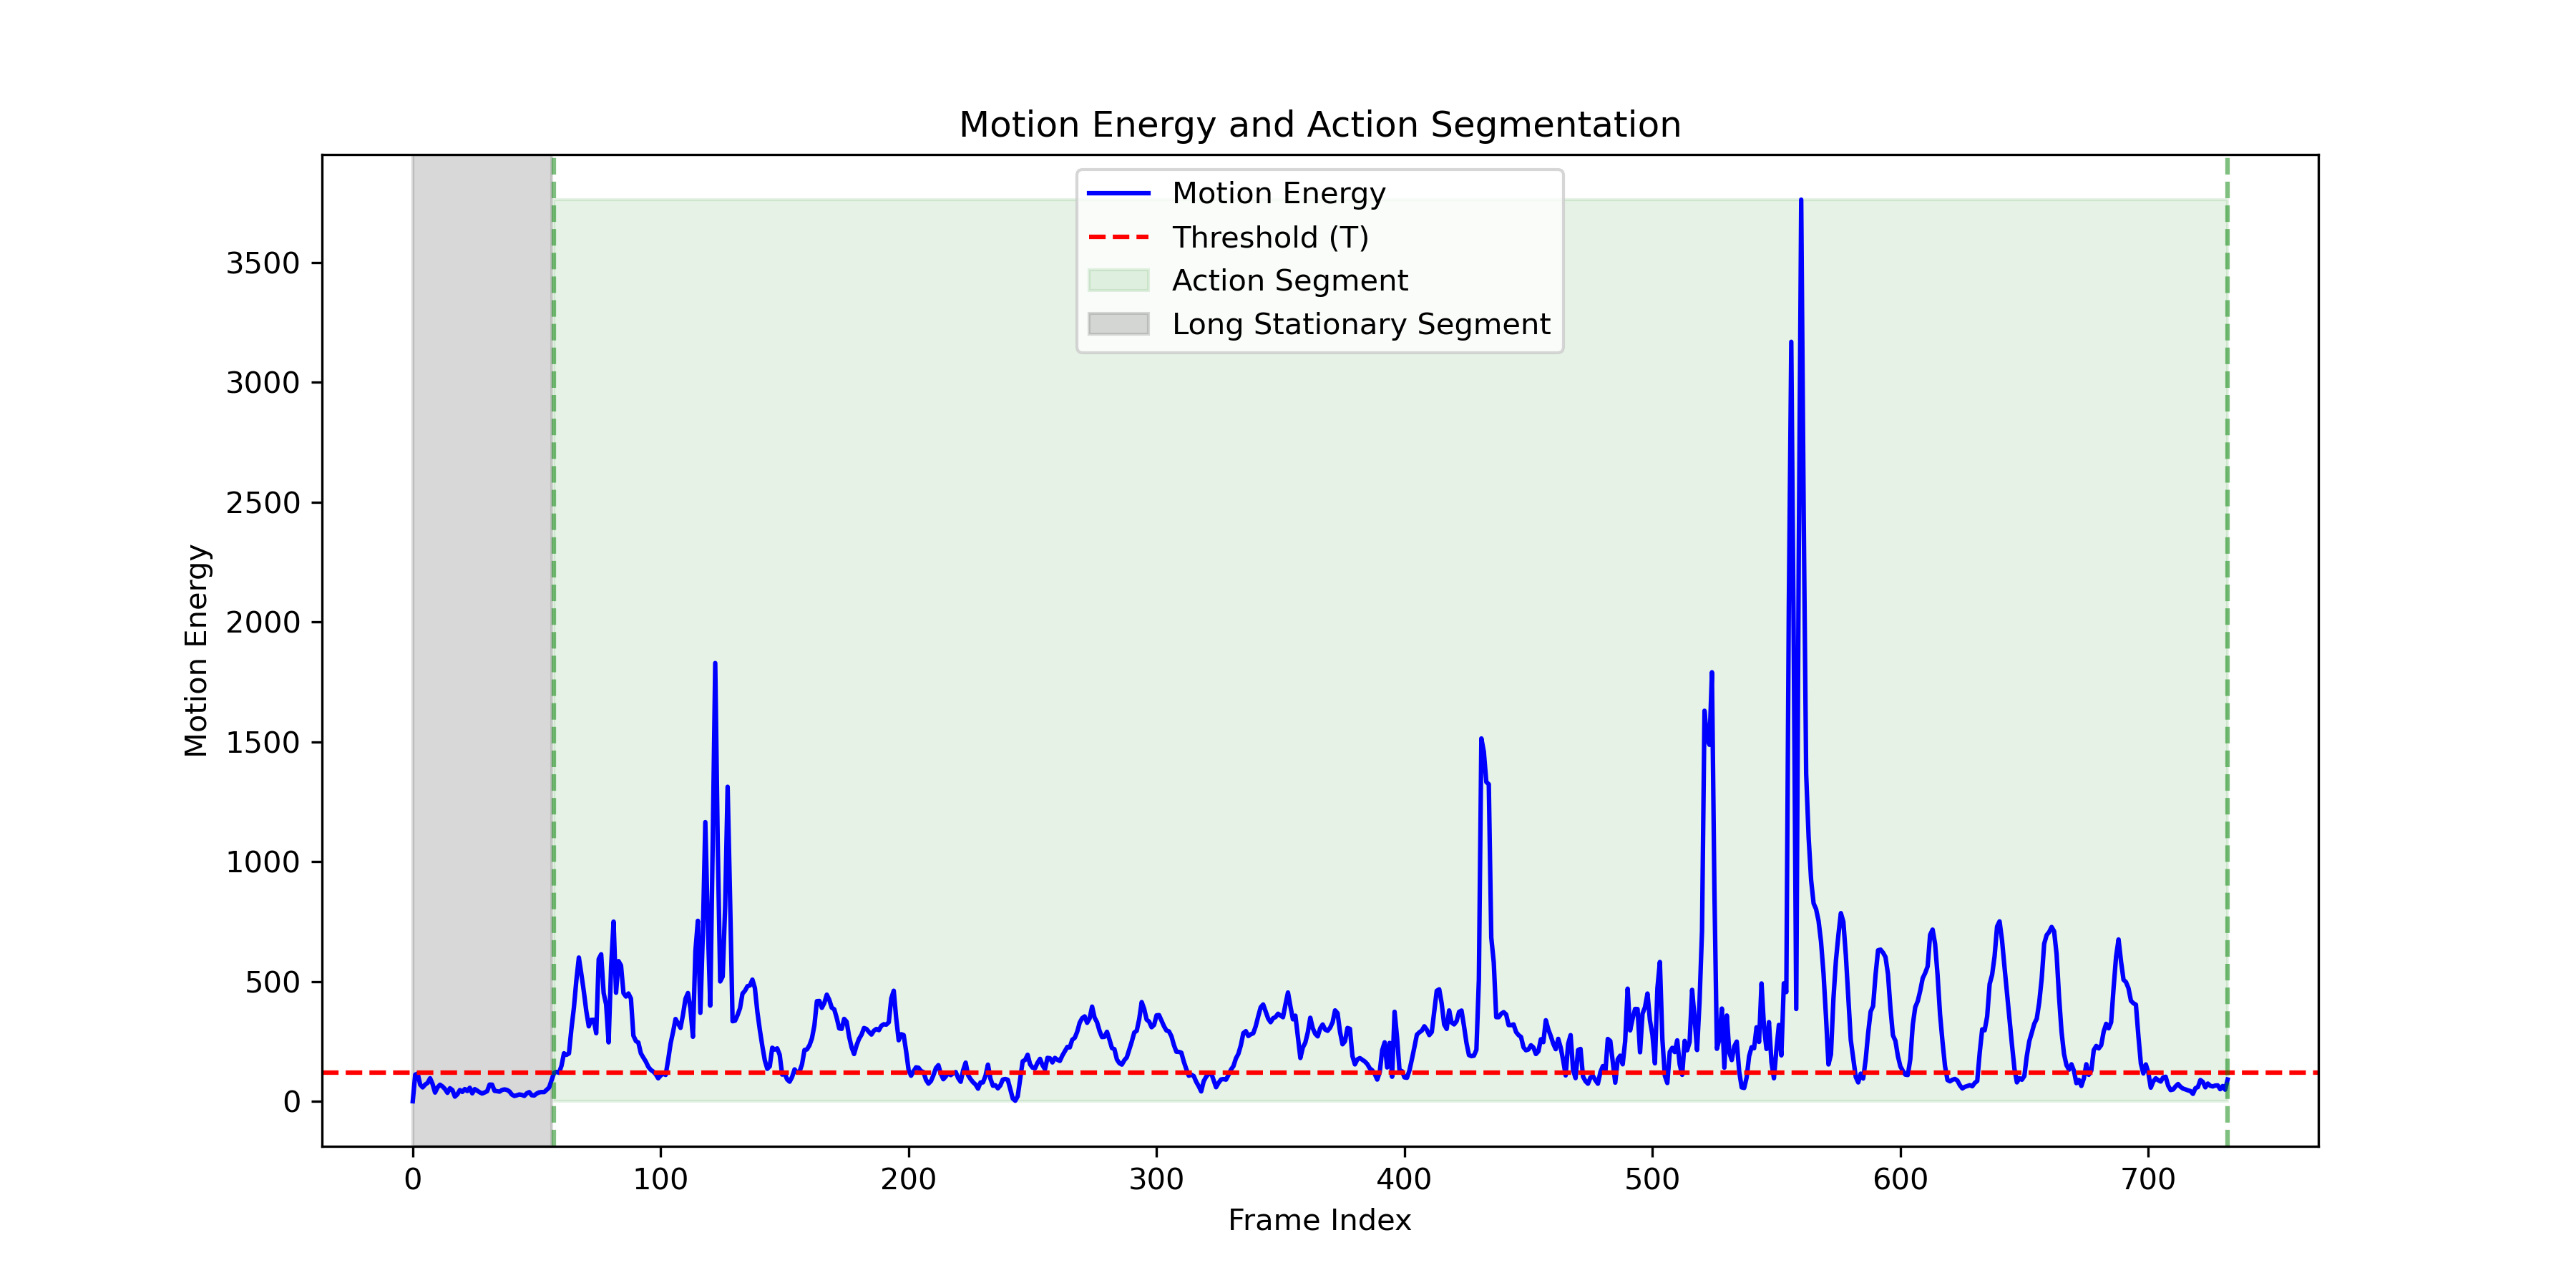 Motion Energy and Action Segmentation
Motion Energy
Threshold (T)
Action Segment
Long Stationary Segment
Motion Energy
3500
3000
2500
2000
1500
1000
500
0
0 100 200 300 400 500 600 700
Frame Index